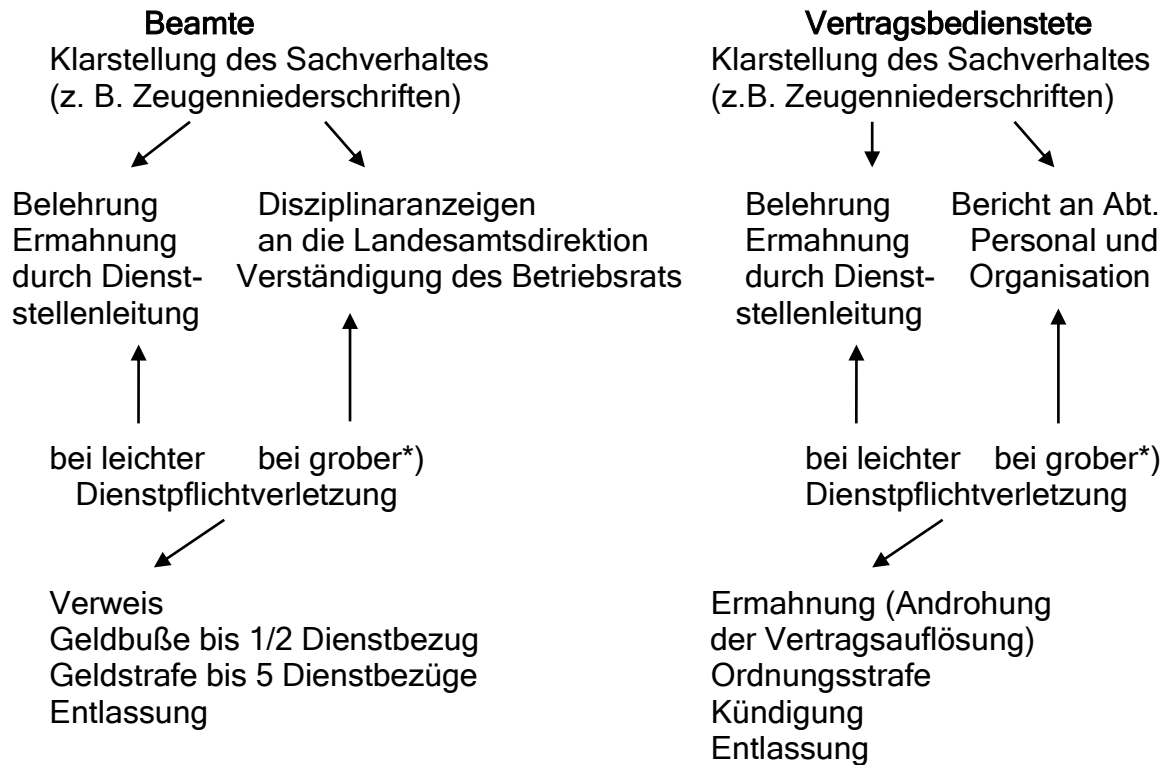 Beamte
Klarstellung des Sachverhaltes
(z. B. Zeugenniederschriften)
Belehrung
Ermahnung
durch Dienst-
stellenleitung
Disziplinaranzeigen
an die Landesamtsdirektion
Verständigung des Betriebsrats
bei leichter bei grober*)
Dienstpflichtverletzung
Verweis
Geldbuße bis 1/2 Dienstbezug
Geldstrafe bis 5 Dienstbezüge
Entlassung
Vertragsbedienstete
Klarstellung des Sachverhaltes
(z.B. Zeugenniederschriften)
Belehrung
Ermahnung
durch Dienst-
stellenleitung
Bericht an Abt.
Personal und
Organisation
bei leichter bei grober*)
Dienstpflichtverletzung
Ermahnung (Androhung
der Vertragsauflösung)
Ordnungsstrafe
Kündigung
Entlassung